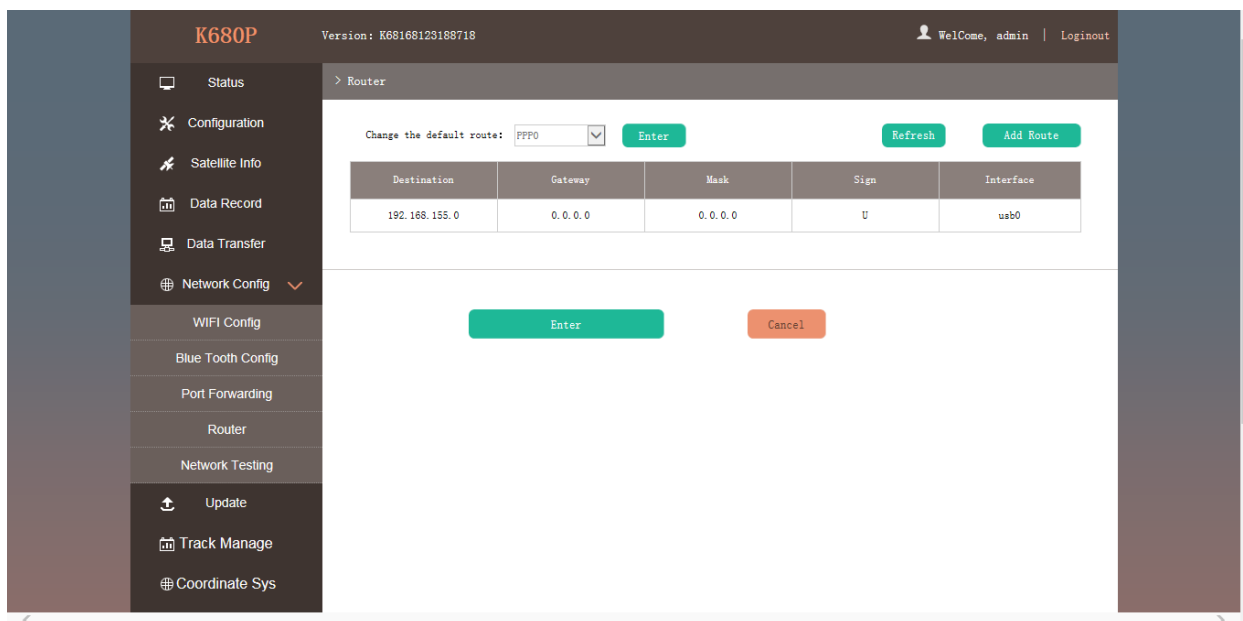 K680P Version: K68168123188718 WelCome, admin | Loginout
Status
> Router
Configuration
Change the default route: PPP0 Enter Refresh Add Route
Satellite Info
Destination Gateway Mask Sign Interface
Data Record
192.168.155.0 0.0.0.0 0.0.0.0 U usb0
Data Transfer
Network Config
WIFI Config
Enter Cancel
Blue Tooth Config
Port Forwarding
Router
Network Testing
Update
Track Manage
Coordinate Sys